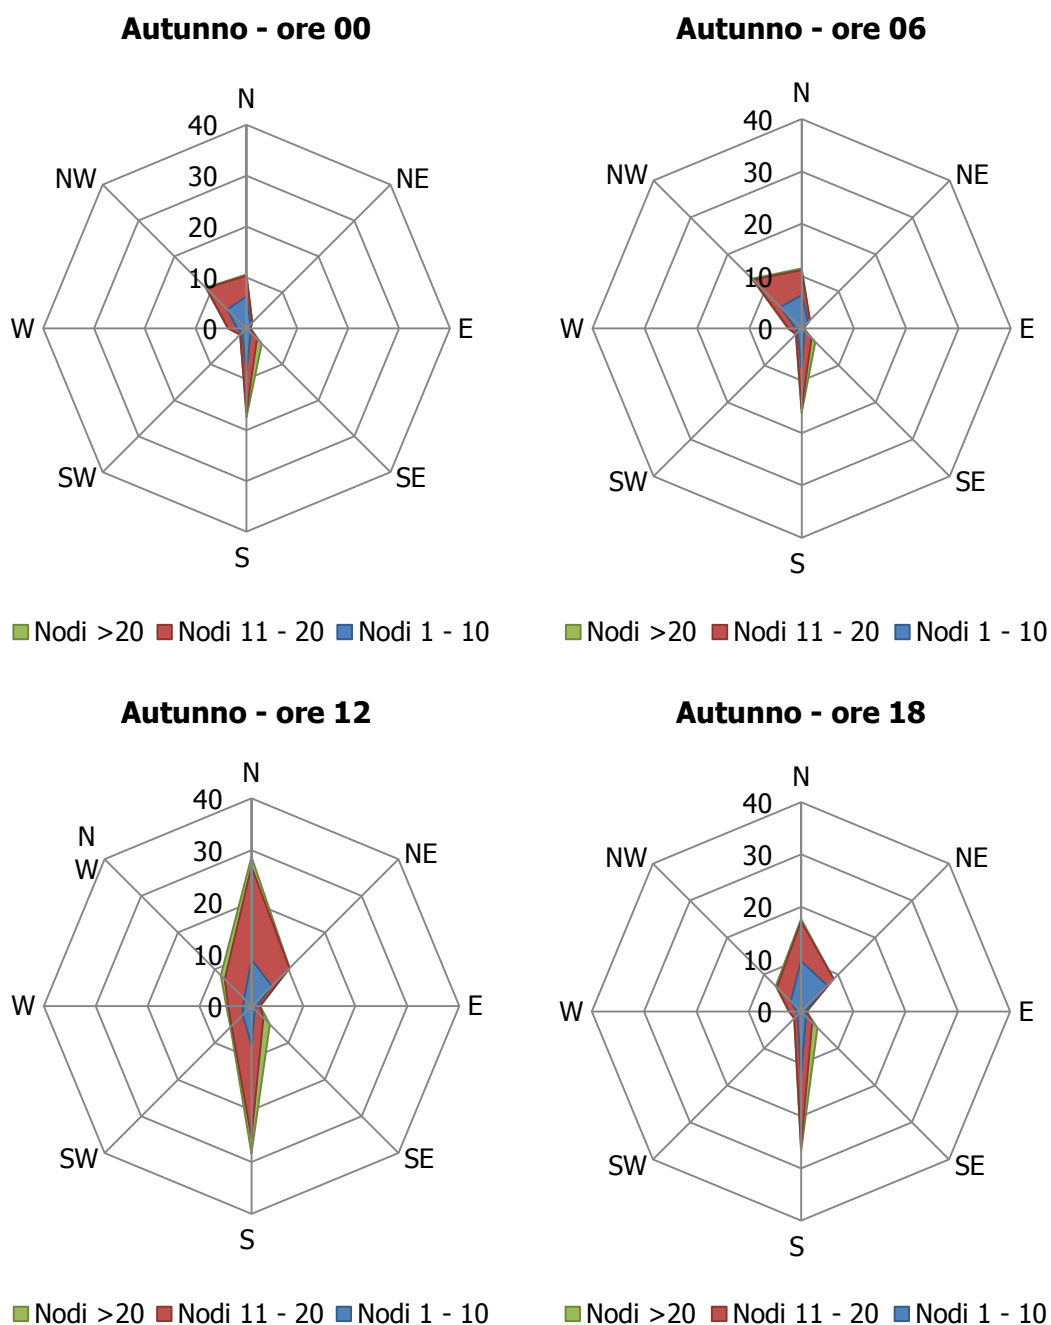 Autunno - ore 00
N
40
30
20
10
0
NW
NE
W
E
SW
SE
S
Nodi >20 Nodi 11 - 20 Nodi 1 - 10
Autunno - ore 06
N
40
30
20
10
0
NW
NE
W
E
SW
SE
S
Nodi >20 Nodi 11 - 20 Nodi 1 - 10
Autunno - ore 12
N
40
30
20
10
0
N
W
NE
W
E
SW
SE
S
Nodi >20 Nodi 11 - 20 Nodi 1 - 10
Autunno - ore 18
N
40
30
20
10
0
NW
NE
W
E
SW
SE
S
Nodi >20 Nodi 11 - 20 Nodi 1 - 10